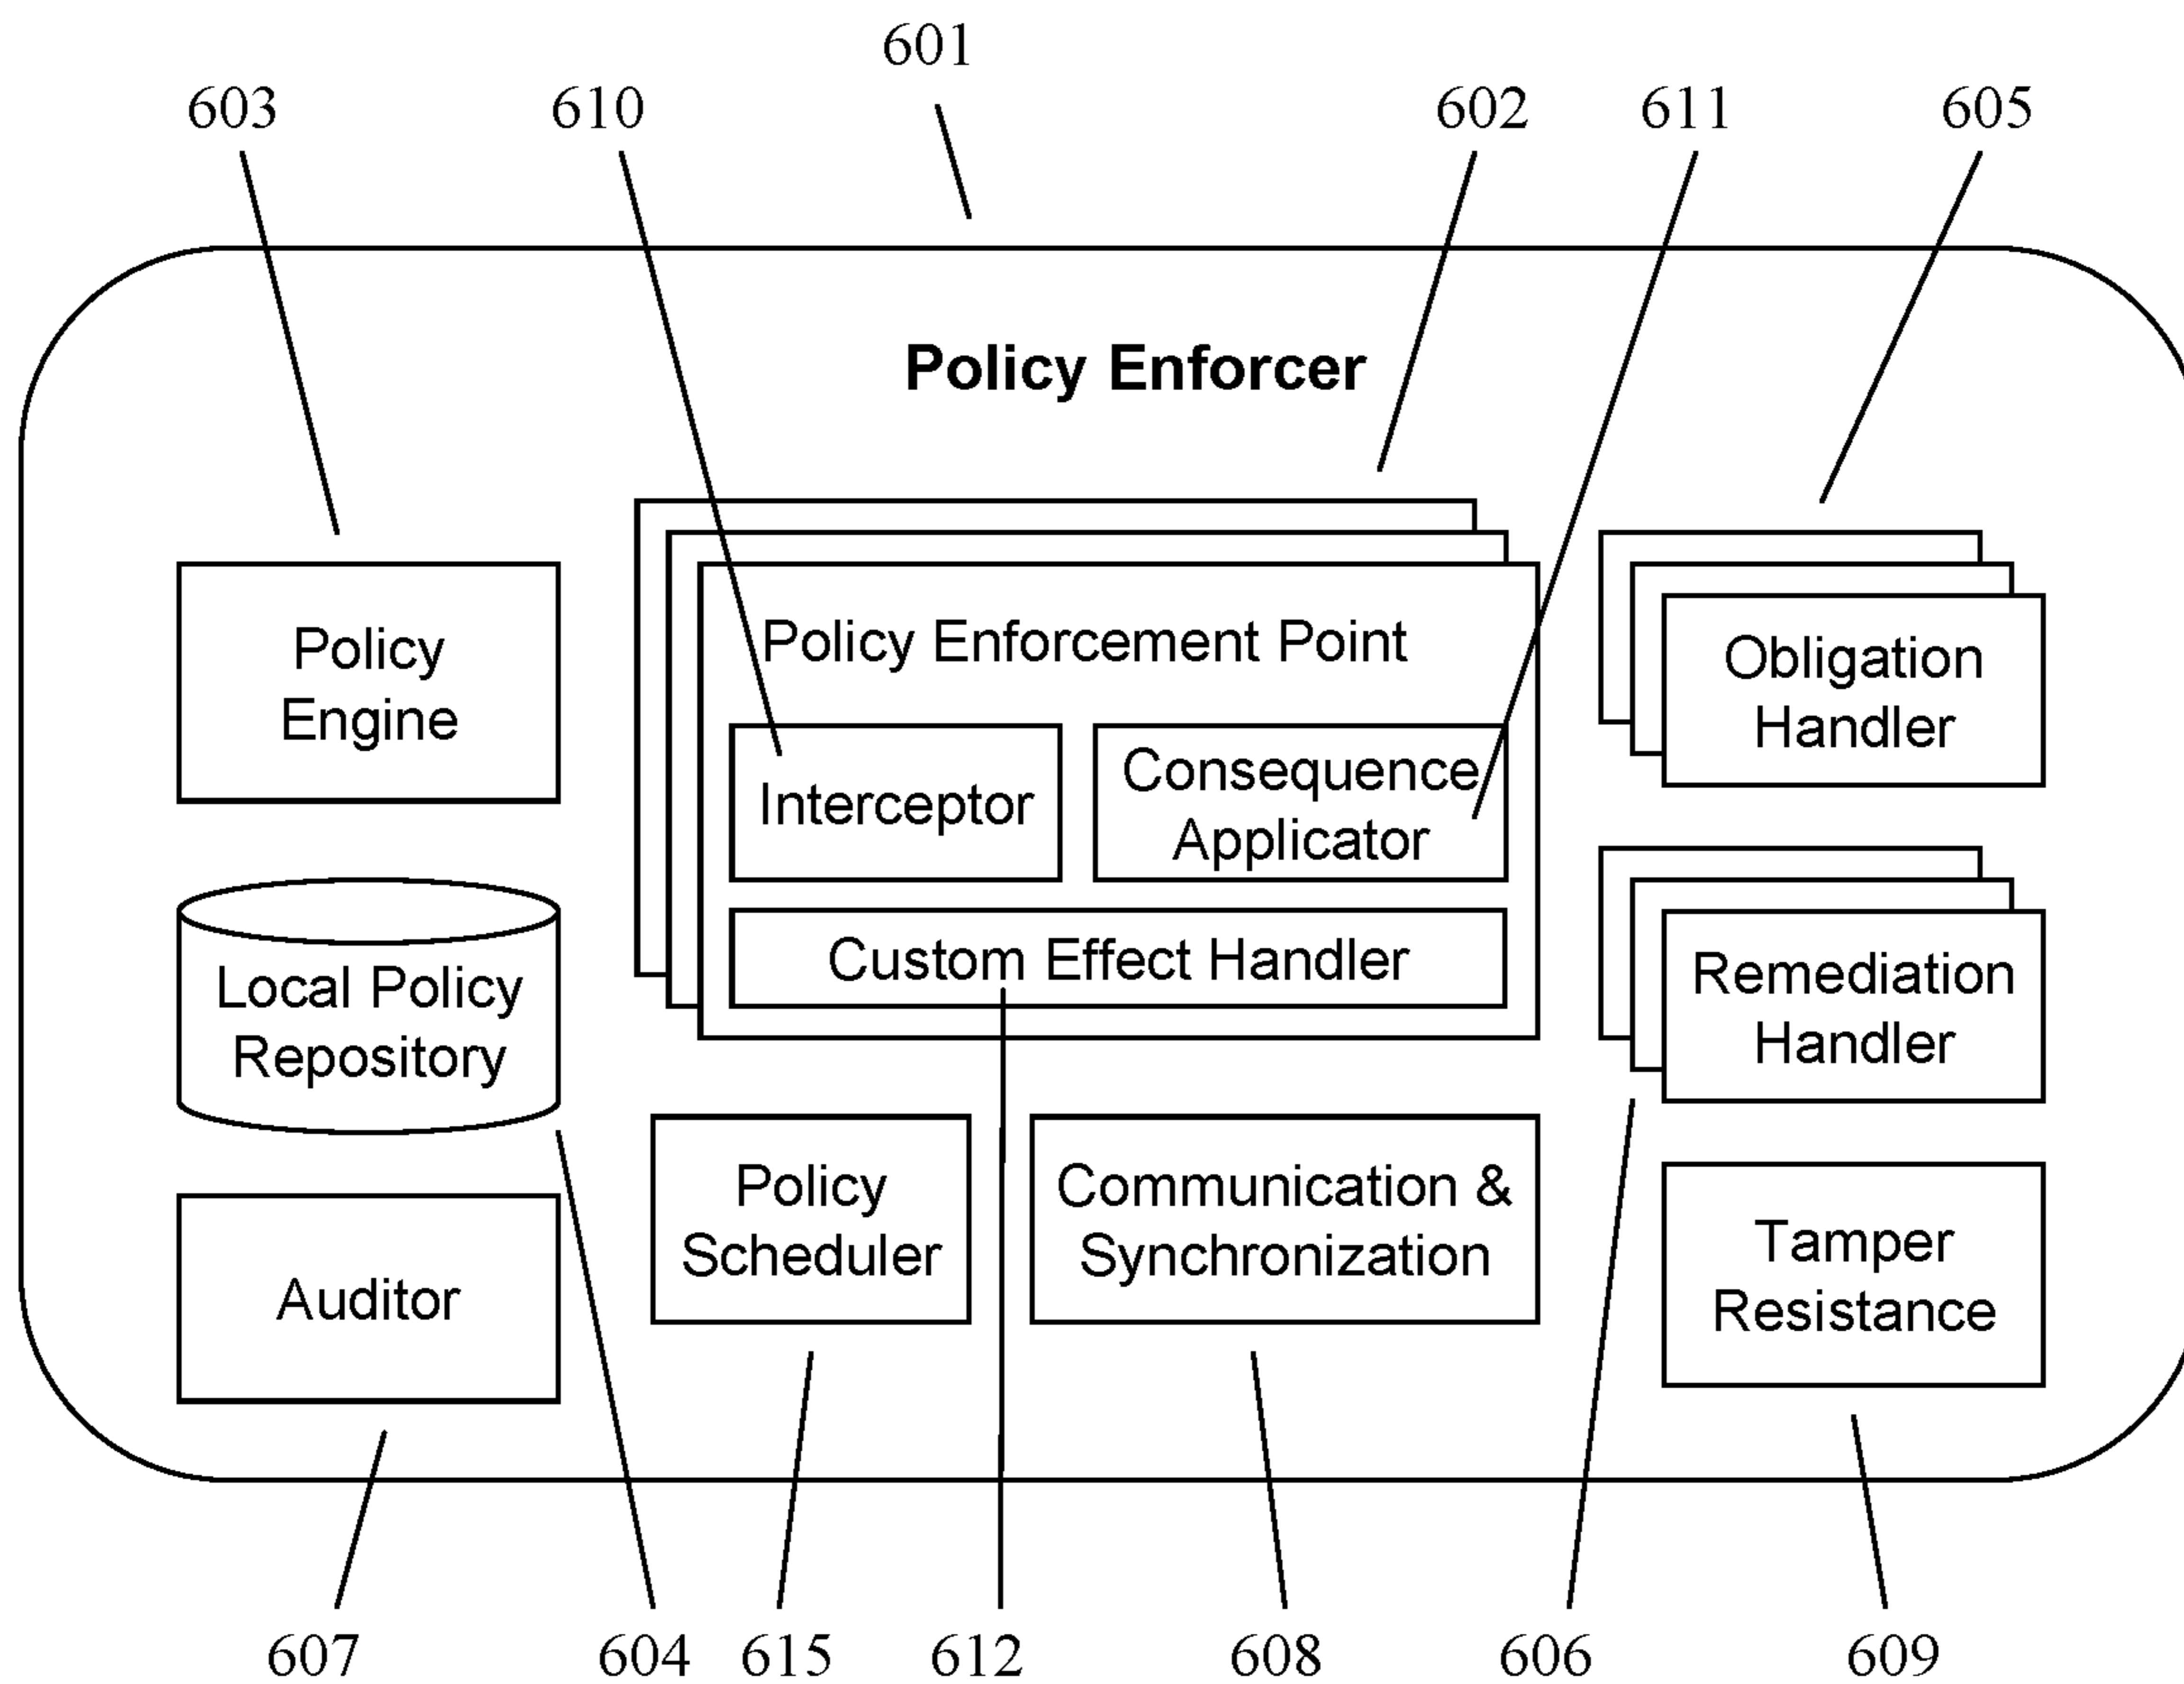 601
603
610
602
611
605
Policy Enforcer
Policy
Engine
Policy Enforcement Point
Interceptor
Consequence
Applicator
Custom Effect Handler
Obligation
Handler
Local Policy
Repository
Remediation
Handler
Auditor
Policy
Scheduler
Communication &
Synchronization
Tamper
Resistance
607
604
615
612
608
606
609